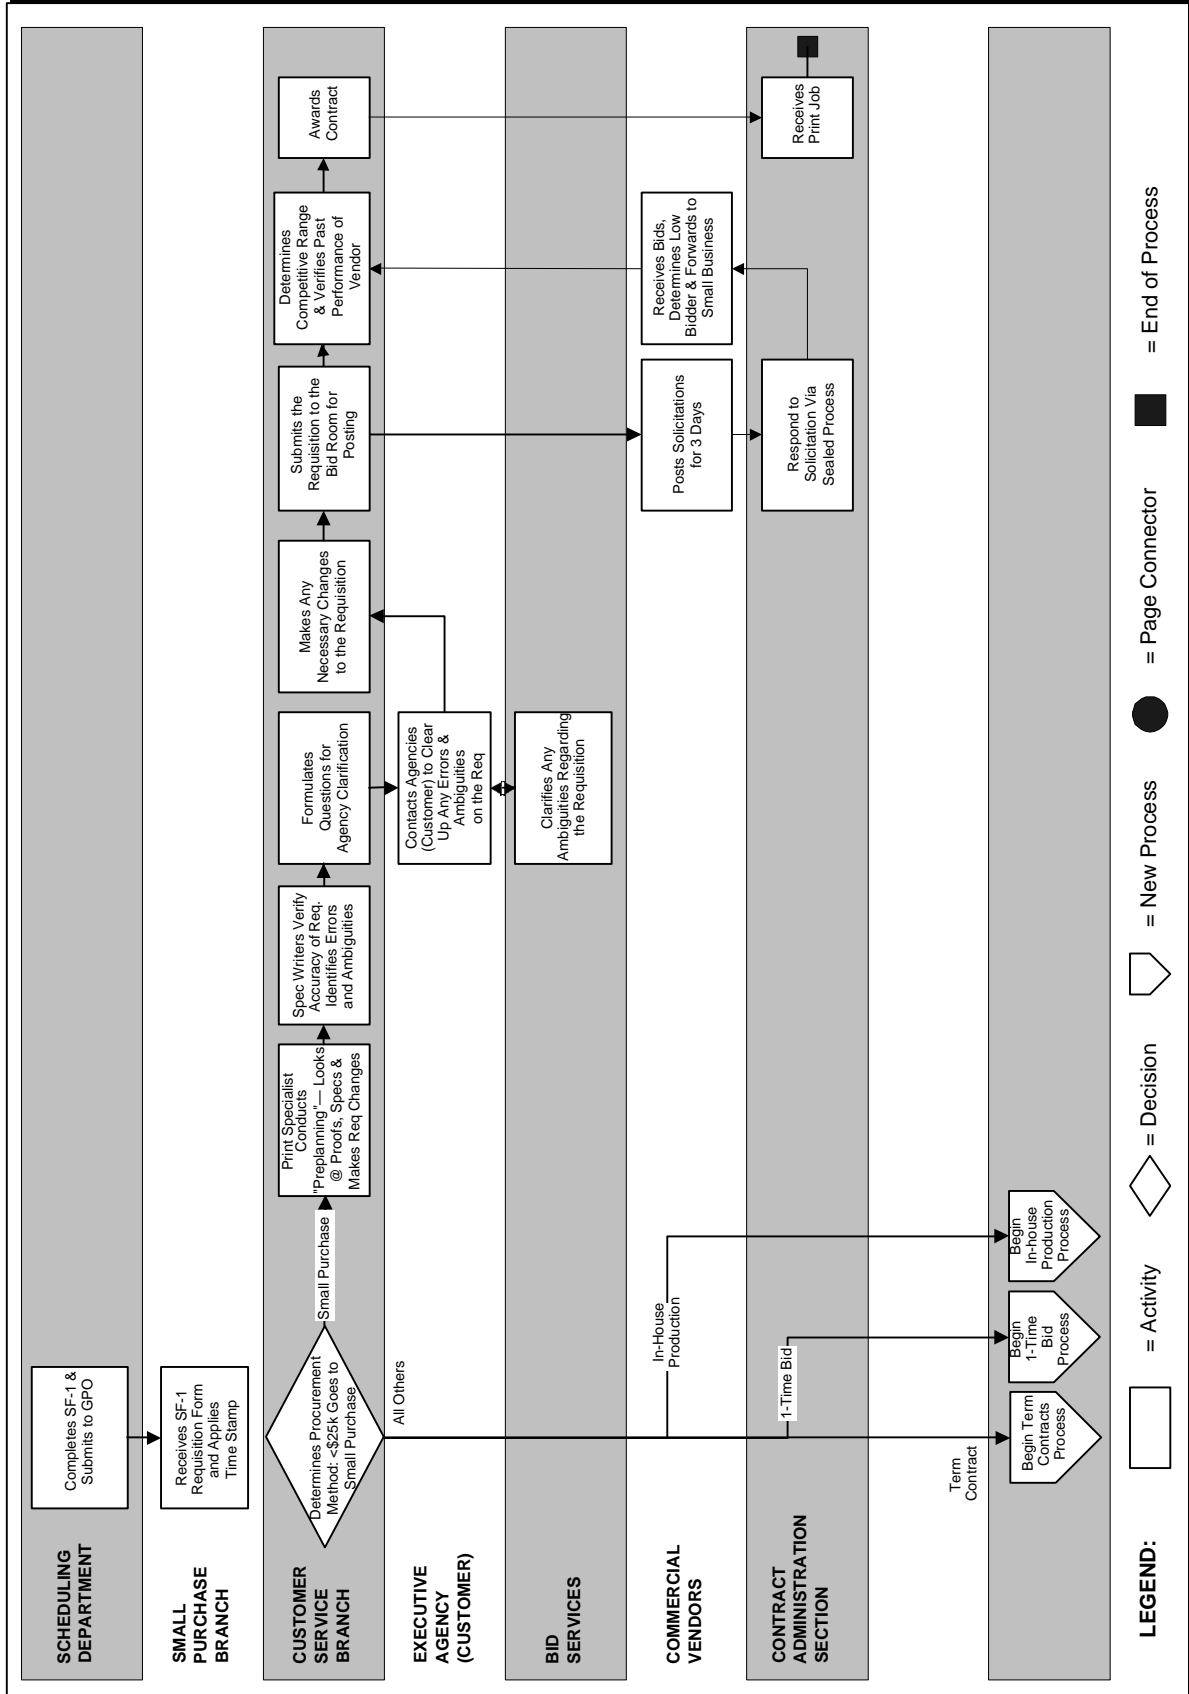 SCHEDULING
DEPARTMENT
Completes SF-1 &
Submits to GPO
SMALL
PURCHASE
BRANCH
Receives SF-1
Requisition Form
and Applies
Time Stamp
CUSTOMER
SERVICE
BRANCH
Determines Procurement
Method: <$25k Goes to
Small Purchase
Small Purchase
Print Specialist
Conducts
"Preplanning"— Looks
@ Proofs, Specs &
Makes Req Changes
Spec Writers Verify
Accuracy of Req.
Identifies Errors
and Ambiguities
Formulates
Questions for
Agency Clarification
Makes Any
Necessary Changes
to the Requisition
Submits the
Requisition to the
Bid Room for
Posting
Determines
Competitive Range
& Verifies Past
Performance of
Vendor
Awards
Contract
EXECUTIVE
AGENCY
(CUSTOMER)
All Others
Contacts Agencies
(Customer) to Clear
Up Any Errors &
Ambiguities
on the Req
BID
SERVICES
Clarifies Any
Ambiguities Regarding
the Requisition
COMMERCIAL
VENDORS
In-House
Production
Posts Solicitations
for 3 Days
Receives Bids,
Determines Low
Bidder & Forwards to
Small Business
CONTRACT
ADMINISTRATION
SECTION
1-Time Bid
Respond to
Solicitation Via
Sealed Process
Receives
Print Job
Term
Contract
Begin Term
Contracts
Process
Begin
1-Time
Bid
Process
Begin
In-house
Production
Process
LEGEND:
= Activity
= Decision
= New Process
= Page Connector
= End of Process